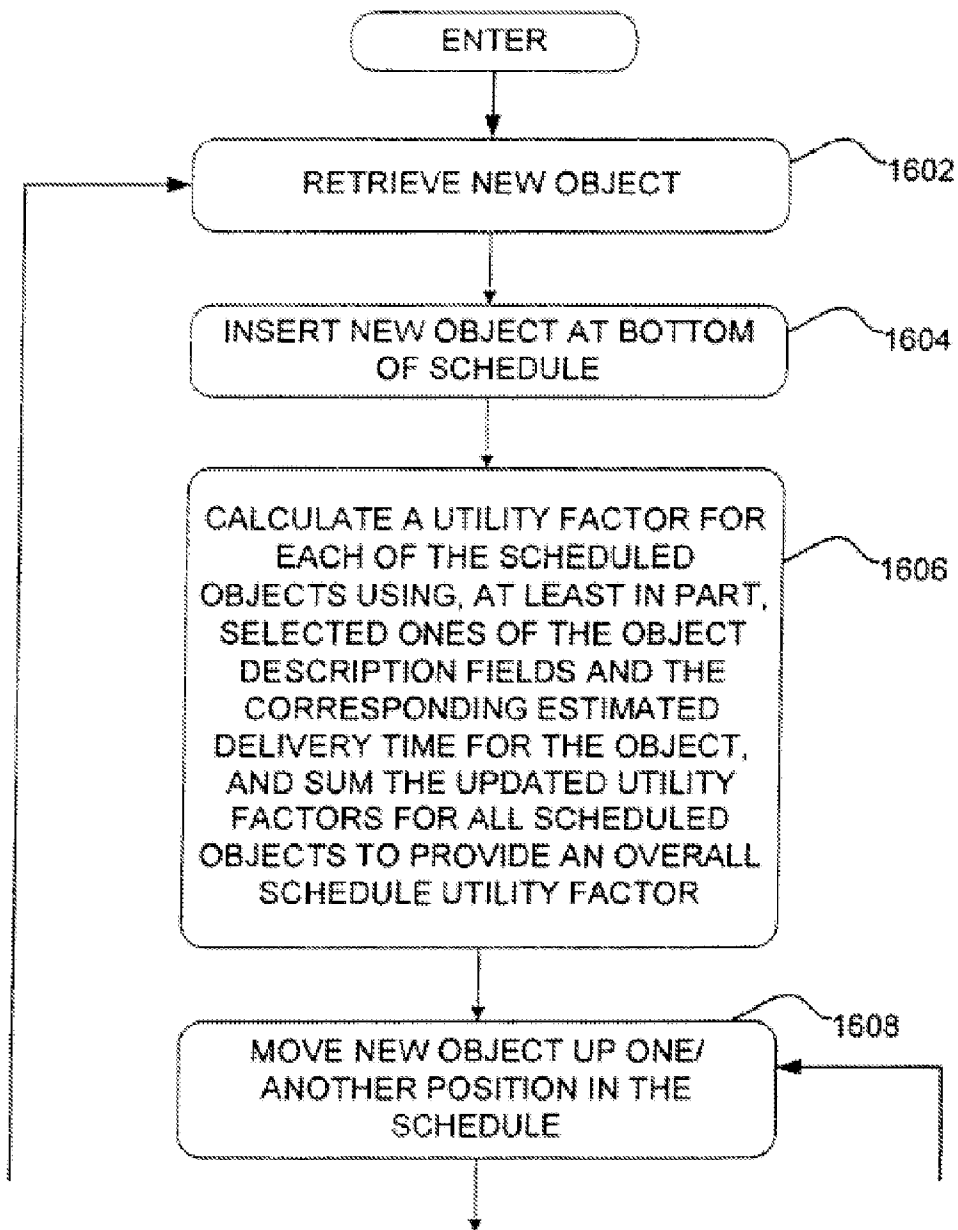 ENTER
RETRIEVE NEW OBJECT
1602
INSERT NEW OBJECT AT BOTTOM
OF SCHEDULE
1604
CALCULATE A UTILITY FACTOR FOR
EACH OF THE SCHEDULED
OBJECTS USING, AT LEAST IN PART,
SELECTED ONES OF THE OBJECT
DESCRIPTION FIELDS AND THE
CORRESPONDING ESTIMATED
DELIVERY TIME FOR THE OBJECT,
AND SUM THE UPDATED UTILITY
FACTORS FOR ALL SCHEDULED
OBJECTS TO PROVIDE AN OVERALL
SCHEDULE UTILITY FACTOR
1606
MOVE NEW OBJECT UP ONE/
ANOTHER POSITION IN THE
SCHEDULE
1608